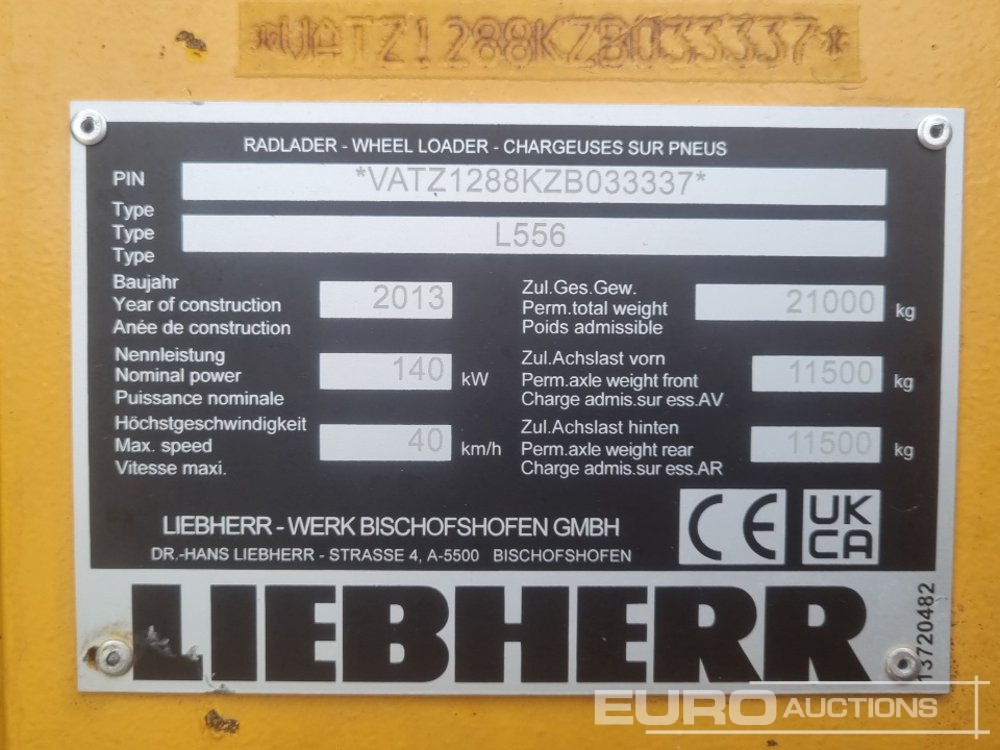 *VATZ1288KZB033337*
RADLADER - WHEEL LOADER - CHARGEUSES SUR PNEUS
PIN *VATZ1288KZB033337*
Type
Type L556
Type
Baujahr
Year of construction 2013
Anée de construction
Zul.Ges.Gew.
Perm.total weight 21000 kg
Poids admissible
Nennleistung
Nominal power 140 kW
Puissance nominale
Zul.Achslast vorn
Perm.axle weight front 11500 kg
Charge admis.sur ess.AV
Höchstgeschwindigkeit
Max. speed 40 km/h
Vitesse maxi.
Zul.Achslast hinten
Perm.axle weight rear 11500 kg
Charge admis.sur ess.AR
LIEBHERR - WERK BISCHOFSHOFEN GMBH
DR.-HANS LIEBHERR - STRASSE 4, A-5500 BISCHOFSHOFEN
CE
UK
CA
LIEBHERR
13720482
EURO AUCTIONS